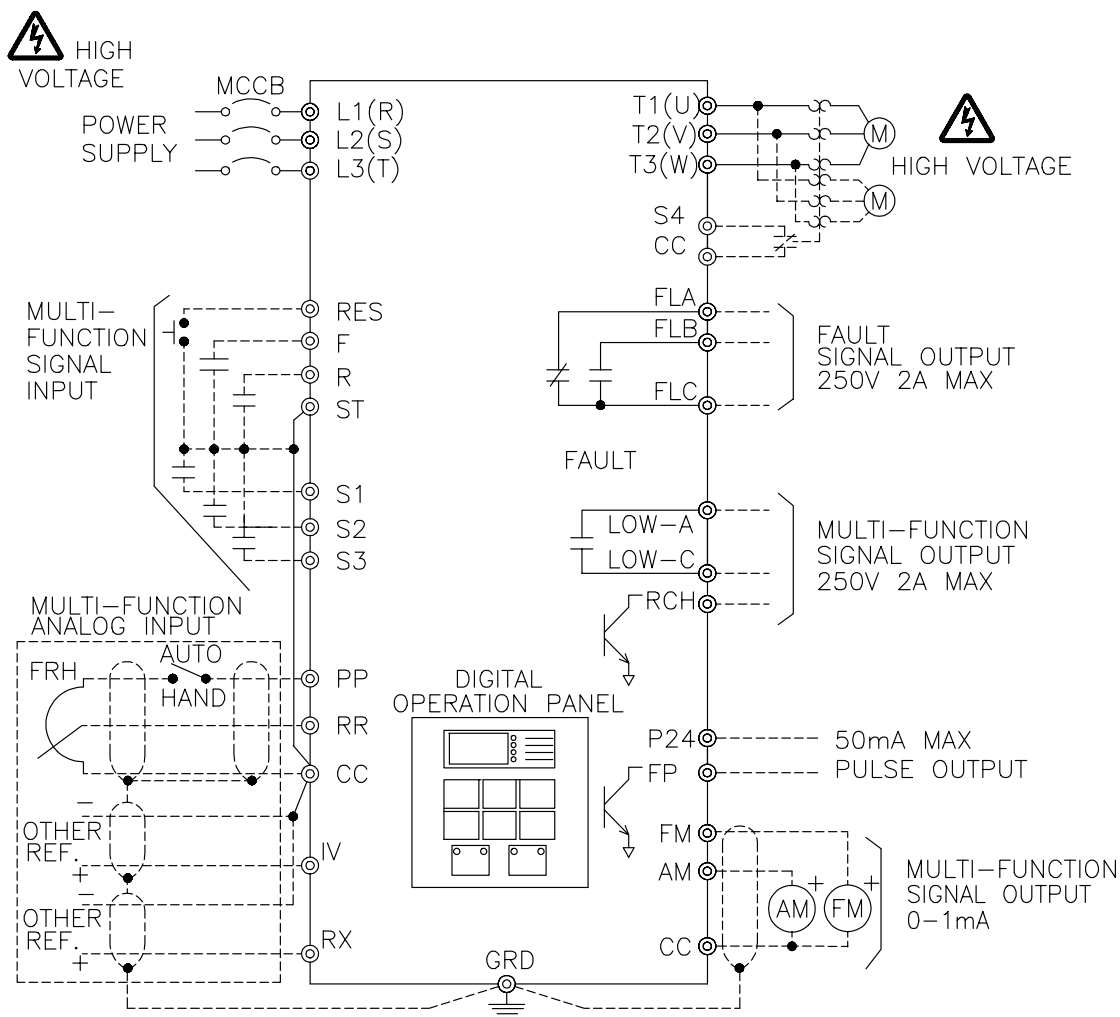 HIGH
VOLTAGE
MCCB
POWER
SUPPLY
L1(R)
L2(S)
L3(T)
T1(U)
T2(V)
T3(W)
M
M
HIGH VOLTAGE
S4
CC
MULTI-
FUNCTION
SIGNAL
INPUT
RES
F
R
ST
S1
S2
S3
FLA
FLB
FLC
FAULT
SIGNAL OUTPUT
250V 2A MAX
FAULT
LOW-A
LOW-C
RCH
MULTI-FUNCTION
SIGNAL OUTPUT
250V 2A MAX
MULTI-FUNCTION
ANALOG INPUT
AUTO
FRH
HAND
PP
RR
CC
−
OTHER
REF.
+
IV
−
OTHER
REF.
+
RX
DIGITAL
OPERATION PANEL
P24
50mA MAX
FP
PULSE OUTPUT
FM
AM
+
+
AM
FM
CC
MULTI-FUNCTION
SIGNAL OUTPUT
0-1mA
GRD